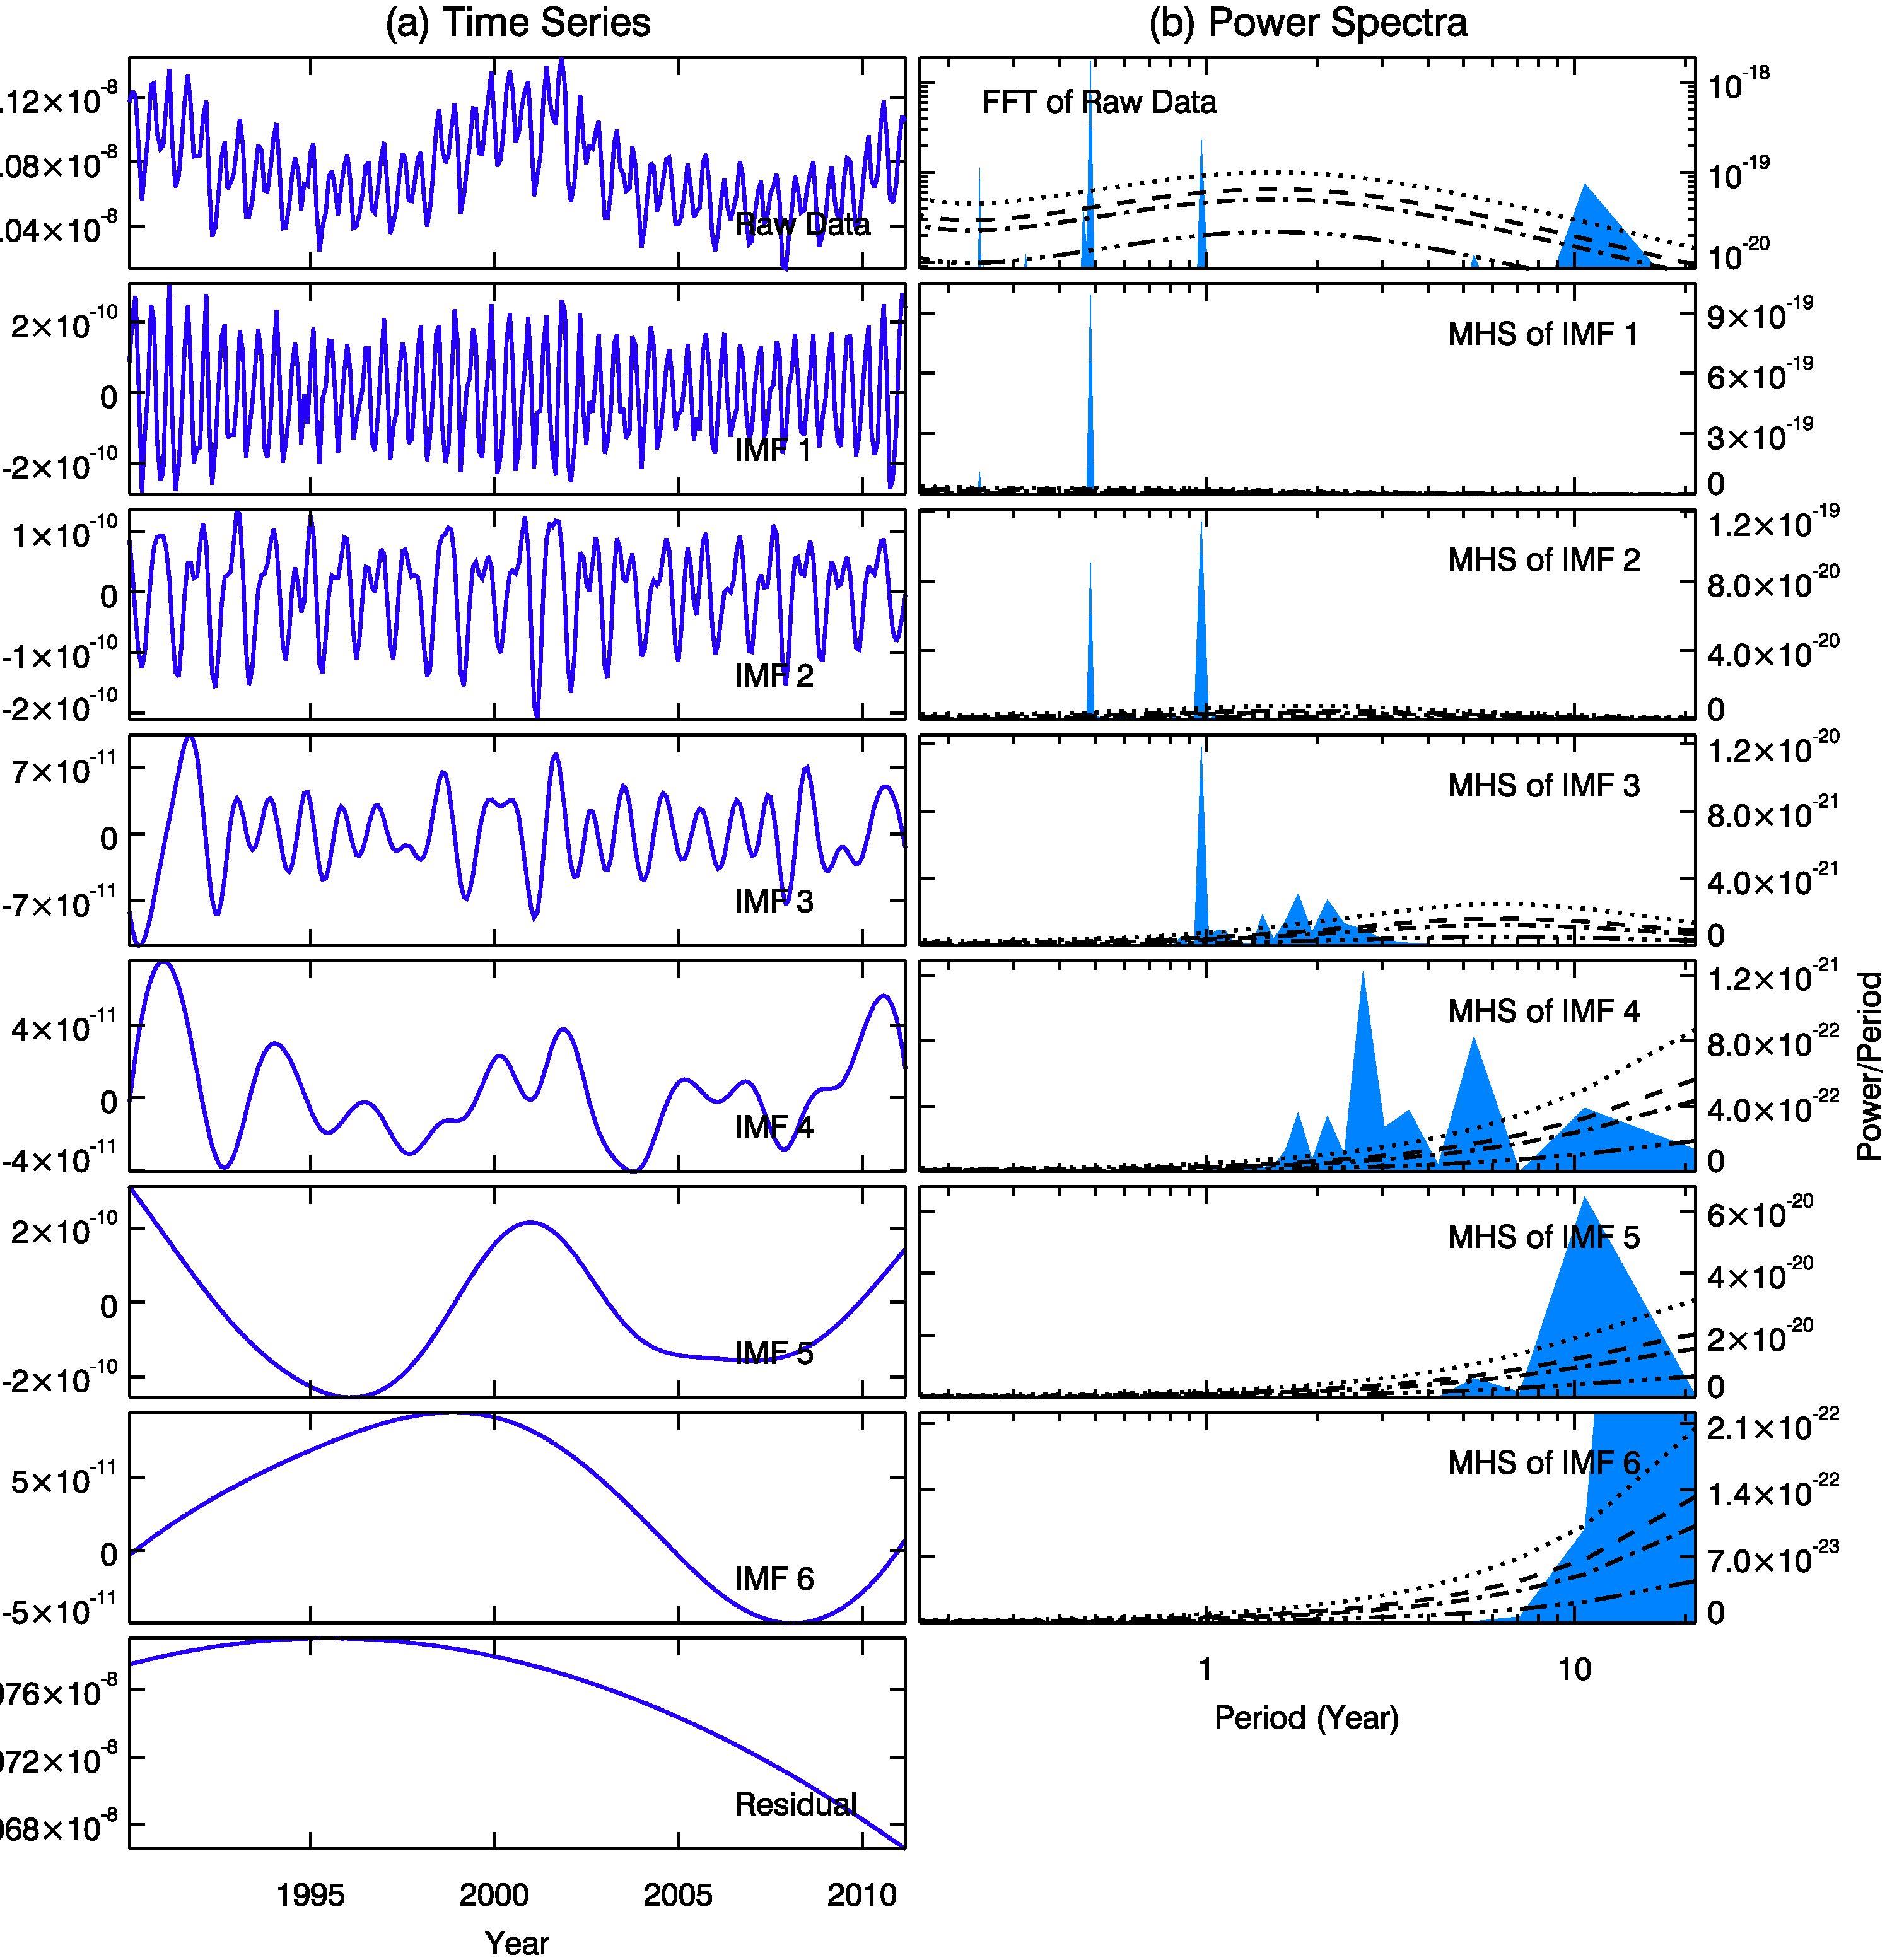 (a) Time Series
(b) Power Spectra
.12×10-8
.08×10-8
.04×10-8
Raw Data
FFT of Raw Data
10-18
10-19
10-20
2×10-10
0
-2×10-10
IMF 1
MHS of IMF 1
9×10-19
6×10-19
3×10-19
0
1×10-10
0
-1×10-10
-2×10-10
IMF 2
MHS of IMF 2
1.2×10-19
8.0×10-20
4.0×10-20
0
7×10-11
0
-7×10-11
IMF 3
MHS of IMF 3
1.2×10-20
8.0×10-21
4.0×10-21
0
4×10-11
0
-4×10-11
IMF 4
MHS of IMF 4
1.2×10-21
8.0×10-22
4.0×10-22
0
Power/Period
2×10-10
0
-2×10-10
IMF 5
MHS of IMF 5
6×10-20
4×10-20
2×10-20
0
5×10-11
0
-5×10-11
IMF 6
MHS of IMF 6
2.1×10-22
1.4×10-22
7.0×10-23
0
076×10-8
072×10-8
068×10-8
Residual
1 10
Period (Year)
1995 2000 2005 2010
Year